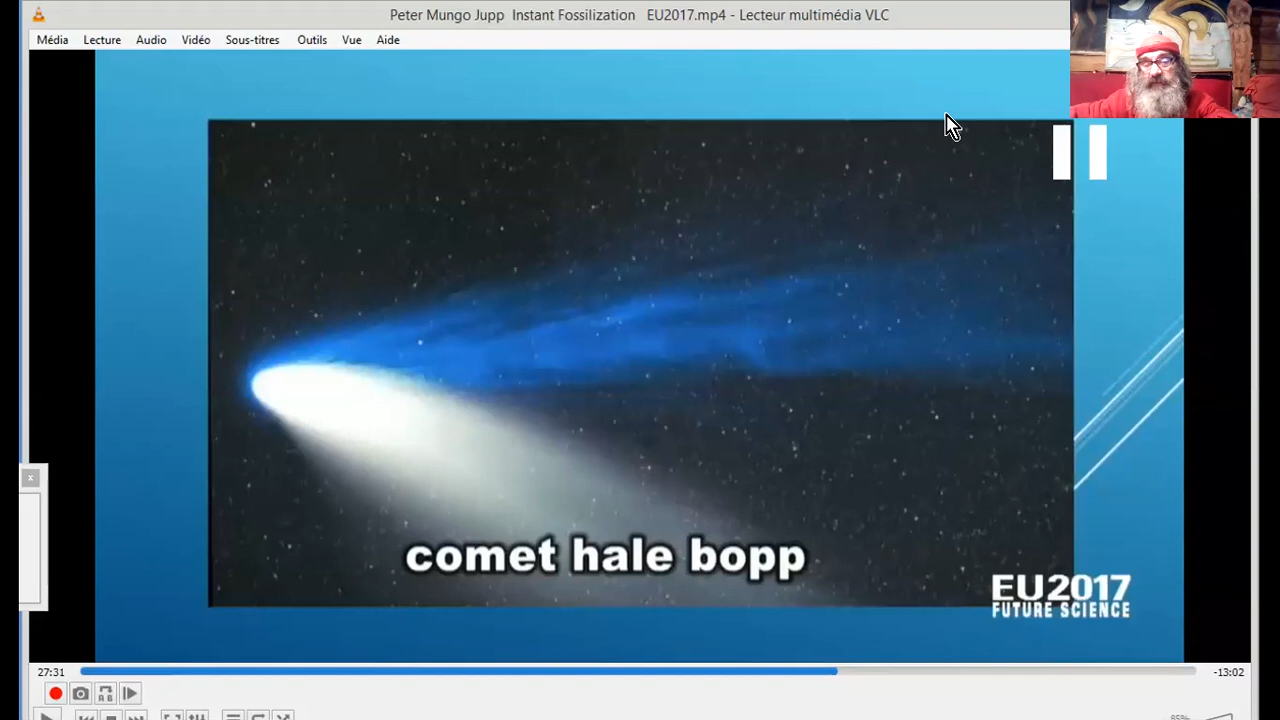 Peter Mungo Jupp Instant Fossilization EU2017.mp4 - Lecteur multimédia VLC
Média Lecture Audio Vidéo Sous-titres Outils Vue Aide
comet hale bopp
EU2017
FUTURE SCIENCE
27:31
-13:02
x
A B
85%